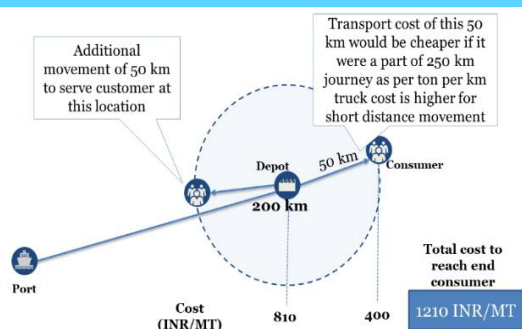 Additional
movement of 50 km
to serve customer at
this location
Transport cost of this 50
km would be cheaper if it
were a part of 250 km
journey as per ton per km
truck cost is higher for
short distance movement
Depot
50 km
Consumer
200 km
Port
Total cost to
reach end
consumer
Cost
(INR/MT)
810
400
1210 INR/MT